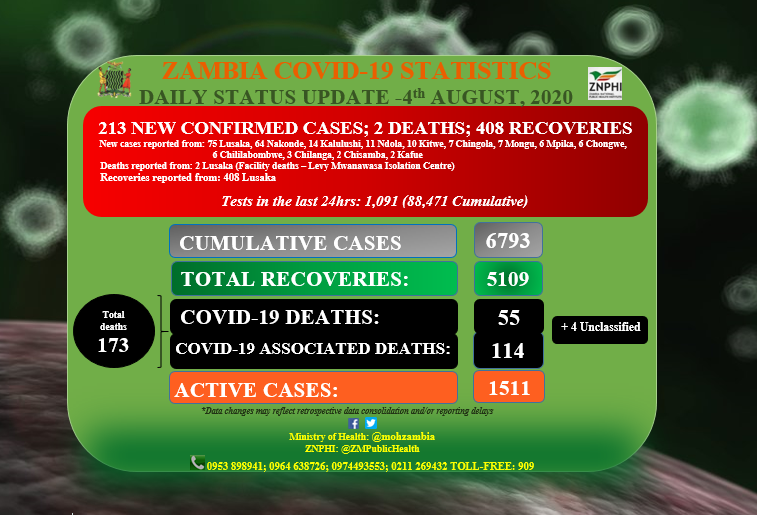 ZAMBIA COVID-19 STATISTICS
DAILY STATUS UPDATE -4th AUGUST, 2020
ZNPHI
213 NEW CONFIRMED CASES; 2 DEATHS; 408 RECOVERIES
New cases reported from: 75 Lusaka, 64 Nakonde, 14 Kalulushi, 11 Ndola, 10 Kitwe, 7 Chingola, 7 Mongu, 6 Mpika, 6 Chongwe,
6 Chililabombwe, 3 Chilanga, 2 Chisamba, 2 Kafue
Deaths reported from: 2 Lusaka (Facility deaths – Levy Mwanawasa Isolation Centre)
Recoveries reported from: 408 Lusaka
Tests in the last 24hrs: 1,091 (88,471 Cumulative)
CUMULATIVE CASES 6793
TOTAL RECOVERIES: 5109
Total
deaths
173
COVID-19 DEATHS: 55
COVID-19 ASSOCIATED DEATHS: 114
+ 4 Unclassified
ACTIVE CASES: 1511
*Data changes may reflect retrospective data consolidation and/or reporting delays
Ministry of Health: @mohzambia
ZNPHI: @ZMPublicHealth
0953 898941; 0964 638726; 0974493553; 0211 269432 TOLL-FREE: 909